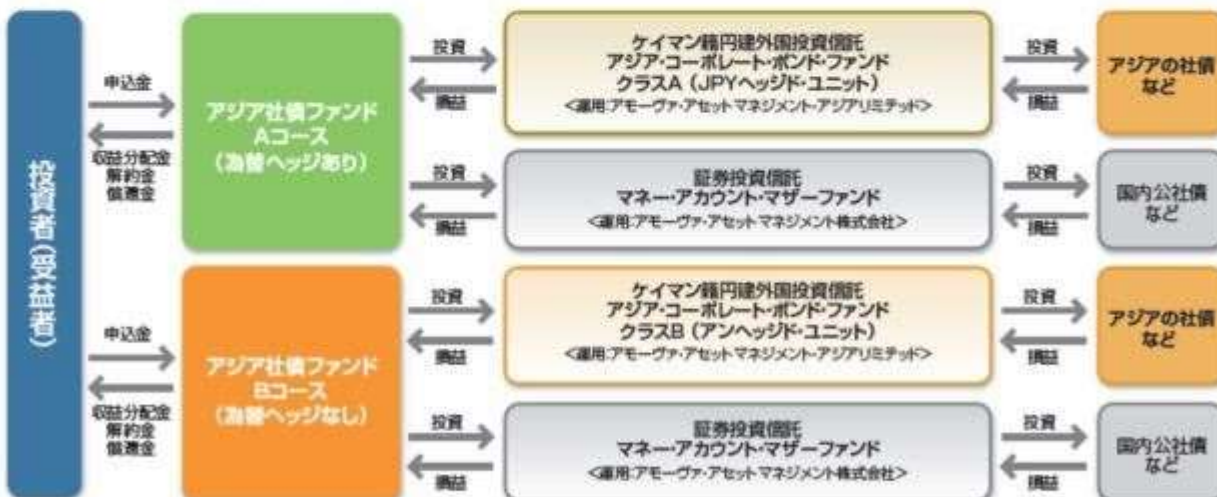 投資者(受益者)
申込金
収益分配金
解約金
償還金
アジア社債ファンド
Aコース
(為替ヘッジあり)
投資
損益
ケイマン籍円建外国投資信託
アジア・コーポレート・ボンド・ファンド
クラスA(JPYヘッジド・ユニット)
<運用:アモーヴァ・アセットマネジメント・アジアリミテッド>
投資
損益
アジアの社債
など
投資
損益
証券投資信託
マネー・アカウント・マザーファンド
<運用:アモーヴァ・アセットマネジメント株式会社>
投資
損益
国内公社債
など
申込金
収益分配金
解約金
償還金
アジア社債ファンド
Bコース
(為替ヘッジなし)
投資
損益
ケイマン籍円建外国投資信託
アジア・コーポレート・ボンド・ファンド
クラスB(アンヘッジド・ユニット)
<運用:アモーヴァ・アセットマネジメント・アジアリミテッド>
投資
損益
アジアの社債
など
投資
損益
証券投資信託
マネー・アカウント・マザーファンド
<運用:アモーヴァ・アセットマネジメント株式会社>
投資
損益
国内公社債
など